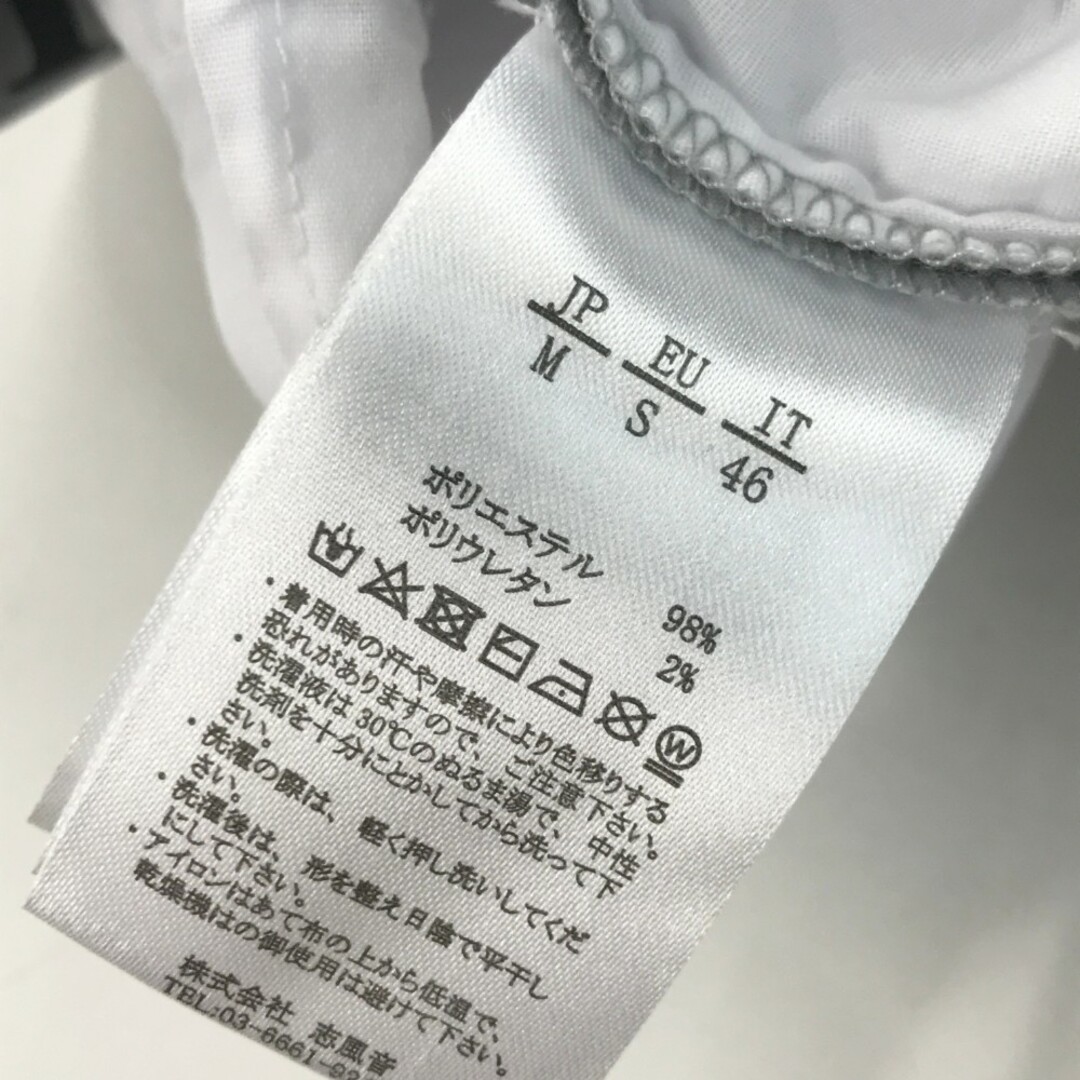 JP EU IT
M S 46
ポリエステル 98%
ポリウレタン 2%
W
・着用時の汗や摩擦により色移りする
恐れがありますので、ご注意下さい。
・洗濯液は30℃のぬるま湯で、中性
洗剤を十分にとかしてから洗って下
さい。
・洗濯の際は、軽く押し洗いしてくだ
さい。
・洗濯後は、形を整え日陰で平干し
にして下さい。
・アイロンはあて布の上から低温で、
乾燥機はの御使用は避けて下さい。
株式会社 志風音
TEL:03-6661-92